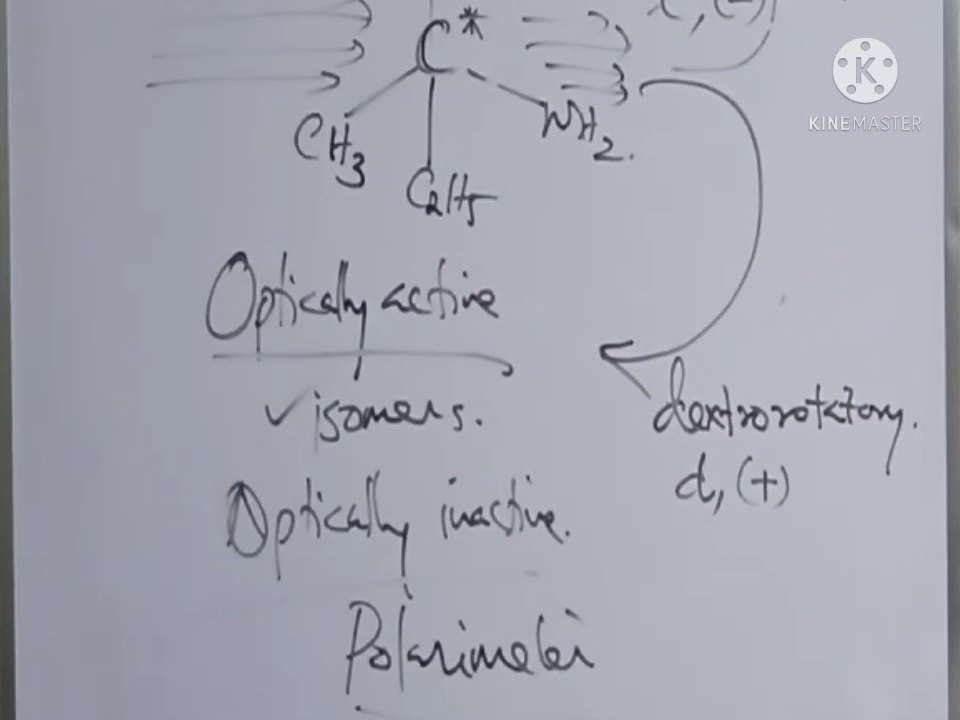 l, (-)
C*
K
KINEMASTER
CH3
NH2.
C2H5
Optically active
isomers.
dextrorotatory.
d, (+)
Optically inactive.
Polarimeter